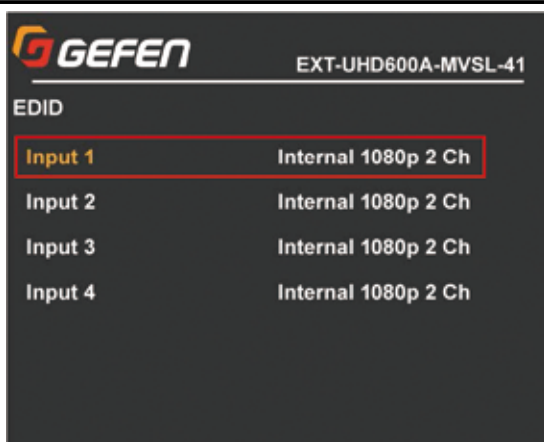 GEFEN
EXT-UHD600A-MVSL-41
EDID
Input 1 Internal 1080p 2 Ch
Input 2 Internal 1080p 2 Ch
Input 3 Internal 1080p 2 Ch
Input 4 Internal 1080p 2 Ch